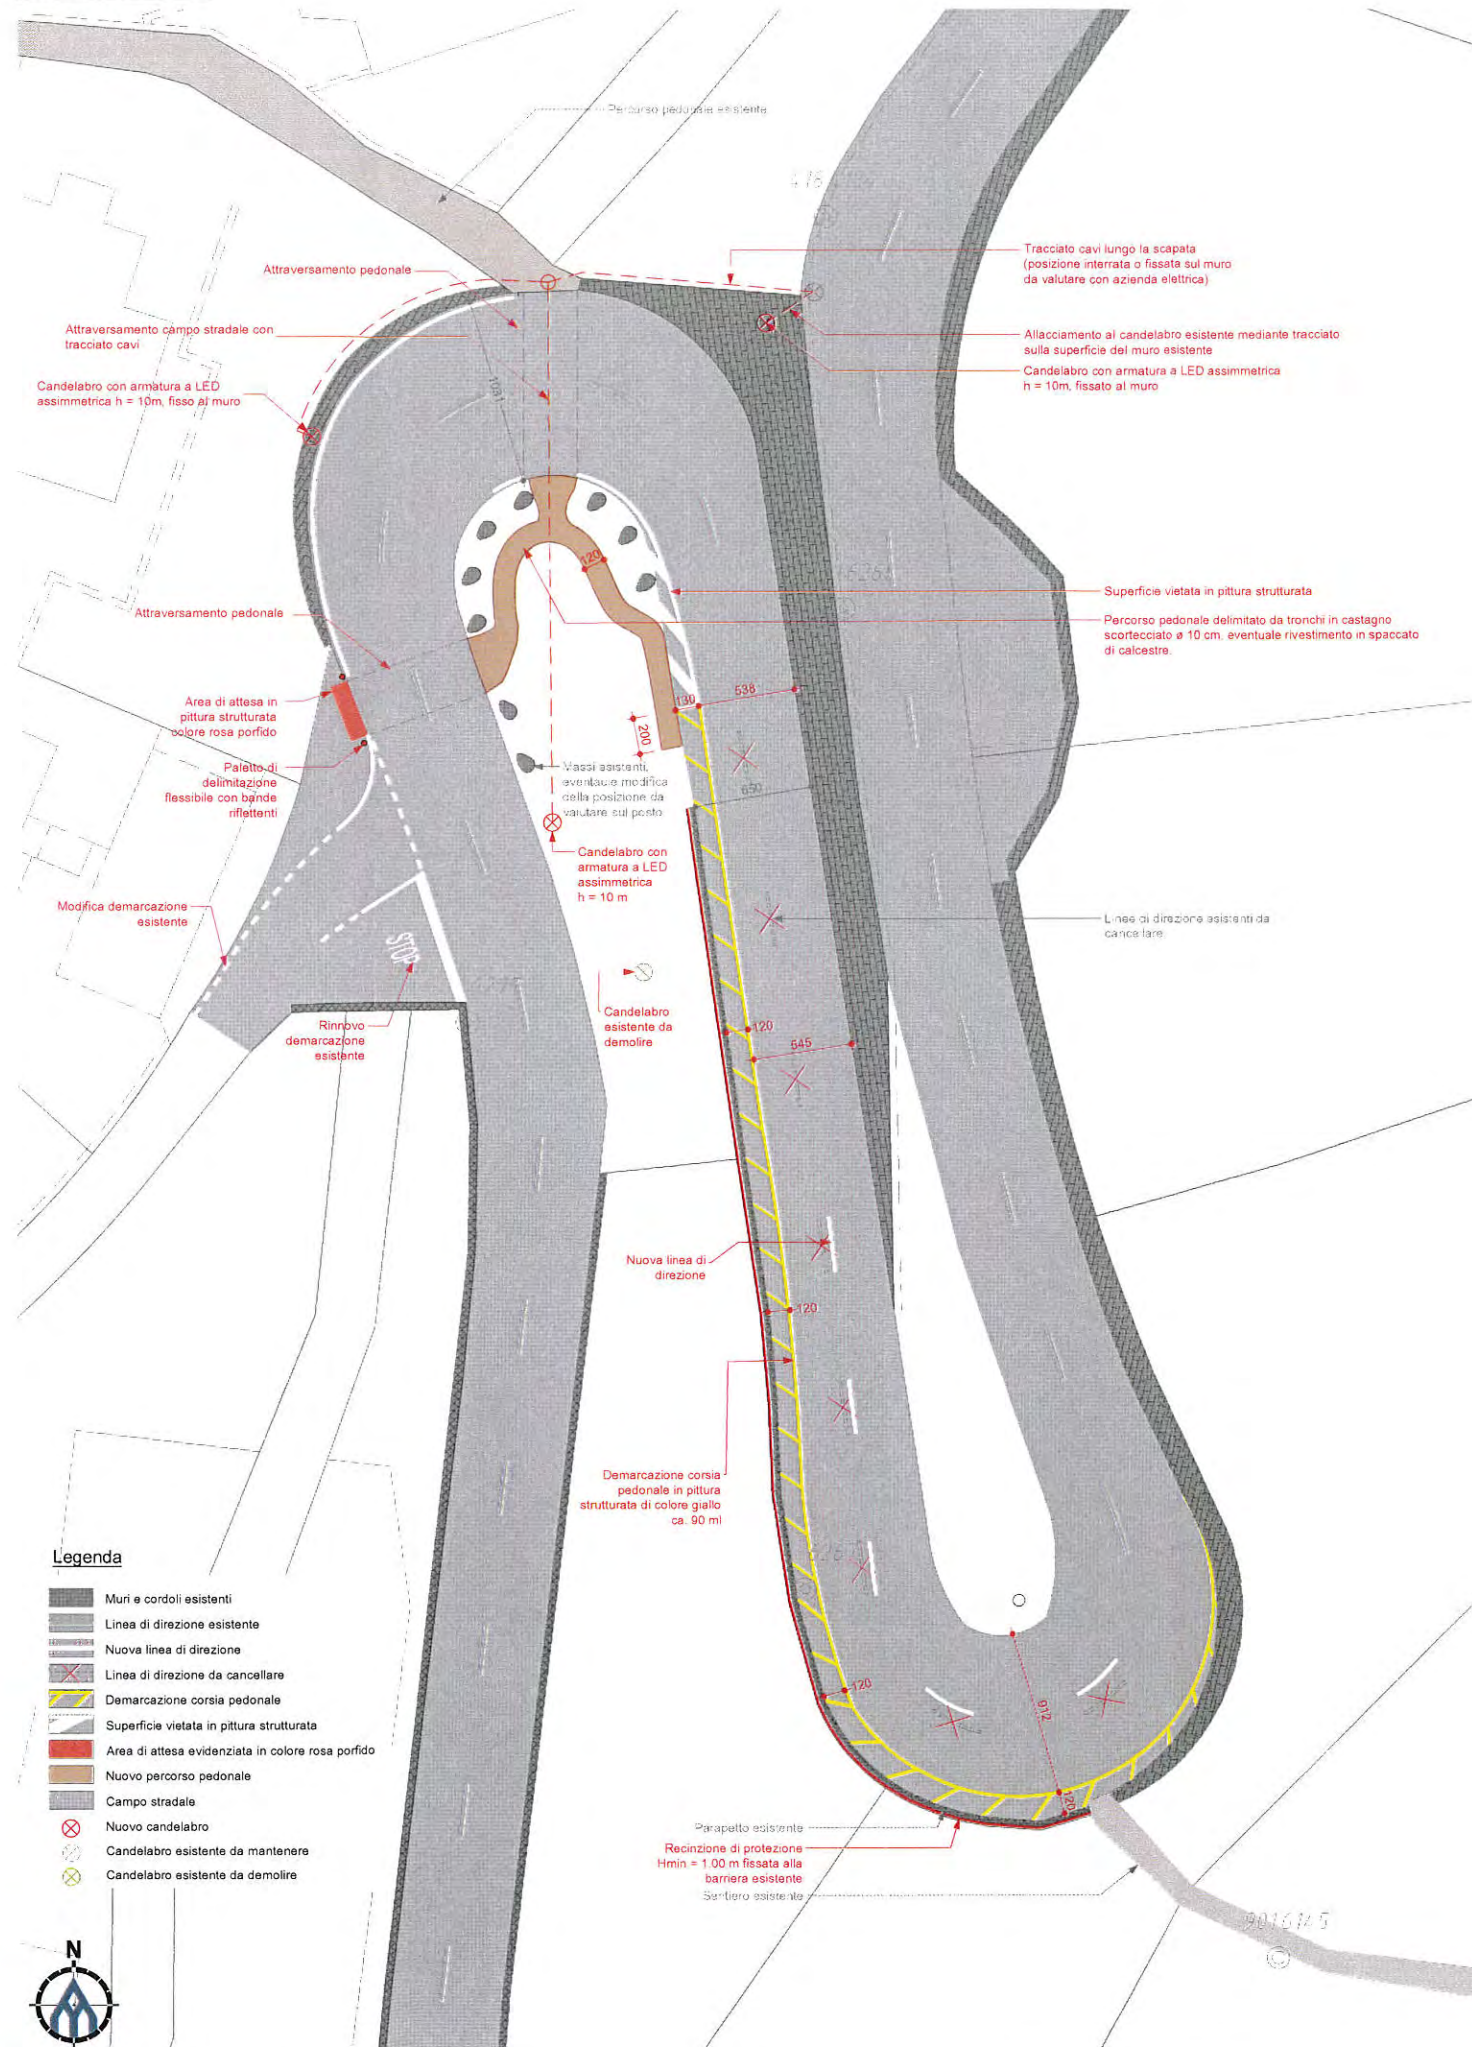 Percorso pedonale esistente
Attraversamento pedonale
Tracciato cavi lungo la scapata
(posizione interrata o fissata sul muro
da valutare con azienda elettrica)
Attraversamento campo stradale con
tracciato cavi
Allacciamento al candelabro esistente mediante tracciato
sulla superficie del muro esistente
Candelabro con armatura a LED
assimmetrica h = 10m, fisso al muro
Candelabro con armatura a LED
assimmetrica
h = 10m, fissato al muro
1081
120
Superficie vietata in pittura strutturata
Attraversamento pedonale
Percorso pedonale delimitato da tronchi in castagno
scortecciato ø 10 cm. eventuale rivestimento in spaccato
di calcestre.
Area di attesa in
pittura strutturata
colore rosa porfido
130
538
200
Paletto di
delimitazione
flessibile con bande
riflettenti
Massi esistenti,
eventuale modifica
della posizione da
valutare sul posto
650
Candelabro con
armatura a LED
assimmetrica
h = 10 m
Modifica demarcazione
esistente
Linee di direzione esistenti da
cancellare
STOP
Candelabro
esistente da
demolire
Rinnovo
demarcazione
esistente
120
545
Nuova linea di
direzione
120
Demarcazione corsia
pedonale in pittura
strutturata di colore giallo
ca. 90 ml
Legenda
Muri e cordoli esistenti
Linea di direzione esistente
Nuova linea di direzione
Linea di direzione da cancellare
Demarcazione corsia pedonale
Superficie vietata in pittura strutturata
Area di attesa evidenziata in colore rosa porfido
Nuovo percorso pedonale
Campo stradale
Nuovo candelabro
Candelabro esistente da mantenere
Candelabro esistente da demolire
120
912
120
Parapetto esistente
Recinzione di protezione
Hmin = 1.00 m fissata alla
barriera esistente
Sentiero esistente
N